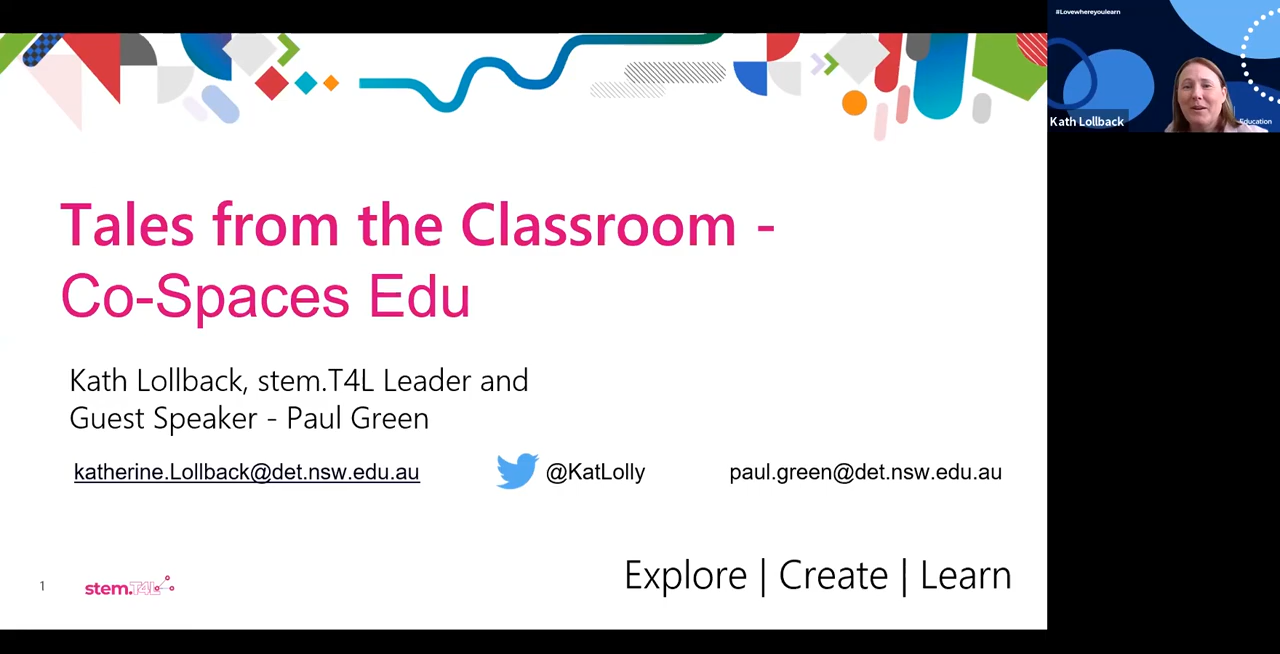 #Lovewhereyoulearn
Kath Lollback
Education
Tales from the Classroom -
Co-Spaces Edu
Kath Lollback, stem.T4L Leader and
Guest Speaker - Paul Green
katherine.Lollback@det.nsw.edu.au
@KatLolly
paul.green@det.nsw.edu.au
Explore | Create | Learn
1
stem.T4L